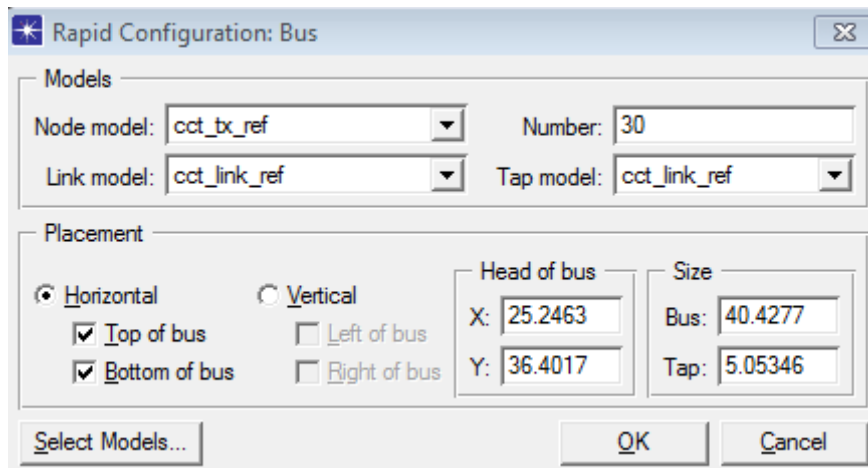 Rapid Configuration: Bus
Models
Node model: cct_tx_ref Number: 30
Link model: cct_link_ref Tap model: cct_link_ref
Placement
Horizontal Vertical Head of bus Size
Top of bus Left of bus X: 25.2463 Bus: 40.4277
Bottom of bus Right of bus Y: 36.4017 Tap: 5.05346
Select Models... OK Cancel